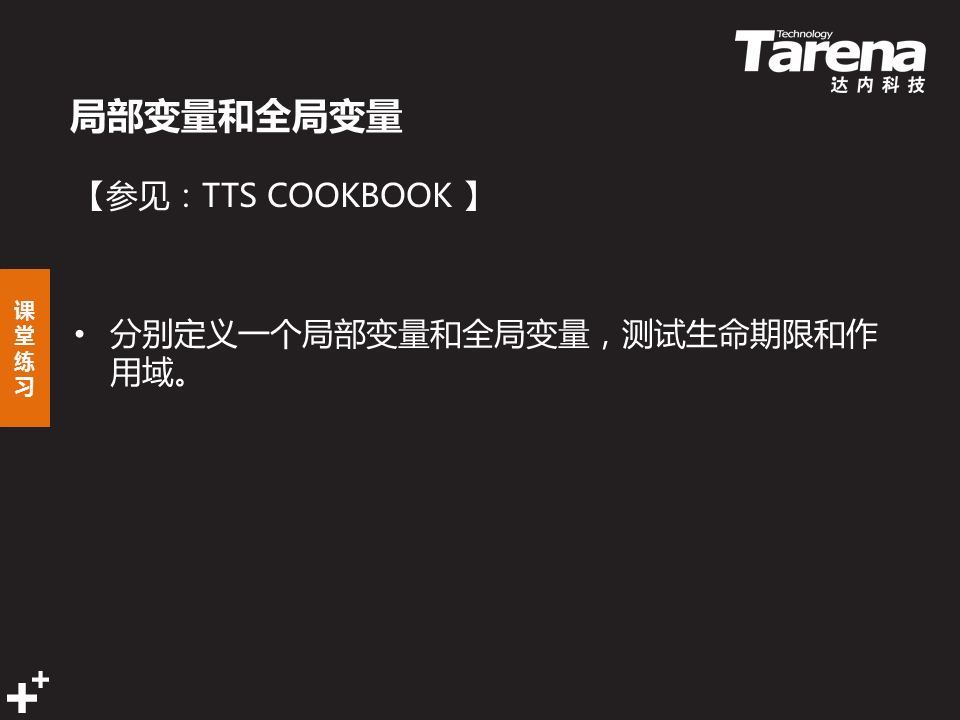 Technology
Tarena
达内科技
局部变量和全局变量
【参见：TTS COOKBOOK 】
课
堂
练
习
• 分别定义一个局部变量和全局变量，测试生命期限和作
用域。